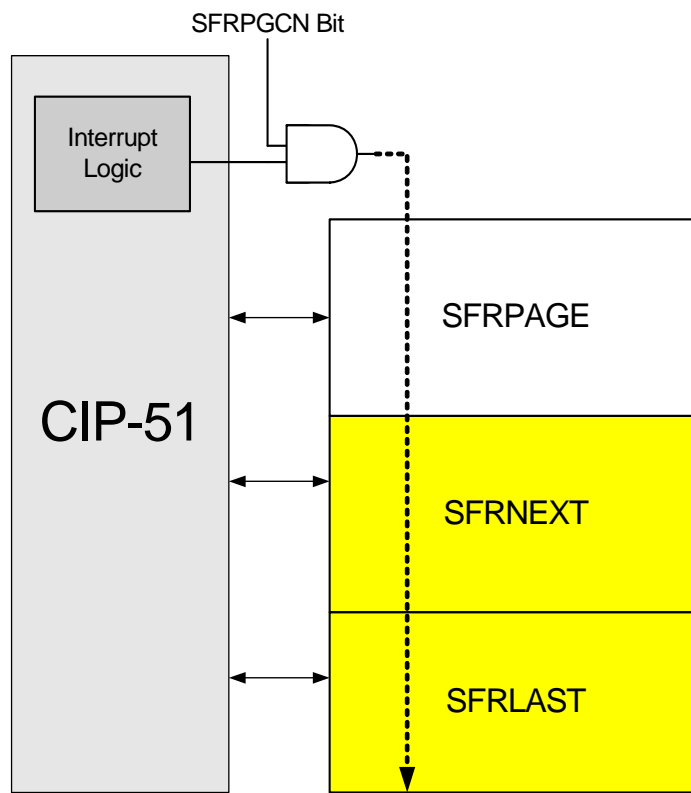 SFRPGCN Bit
Interrupt
Logic
SFRPAGE
CIP-51
SFRNEXT
SFRLAST